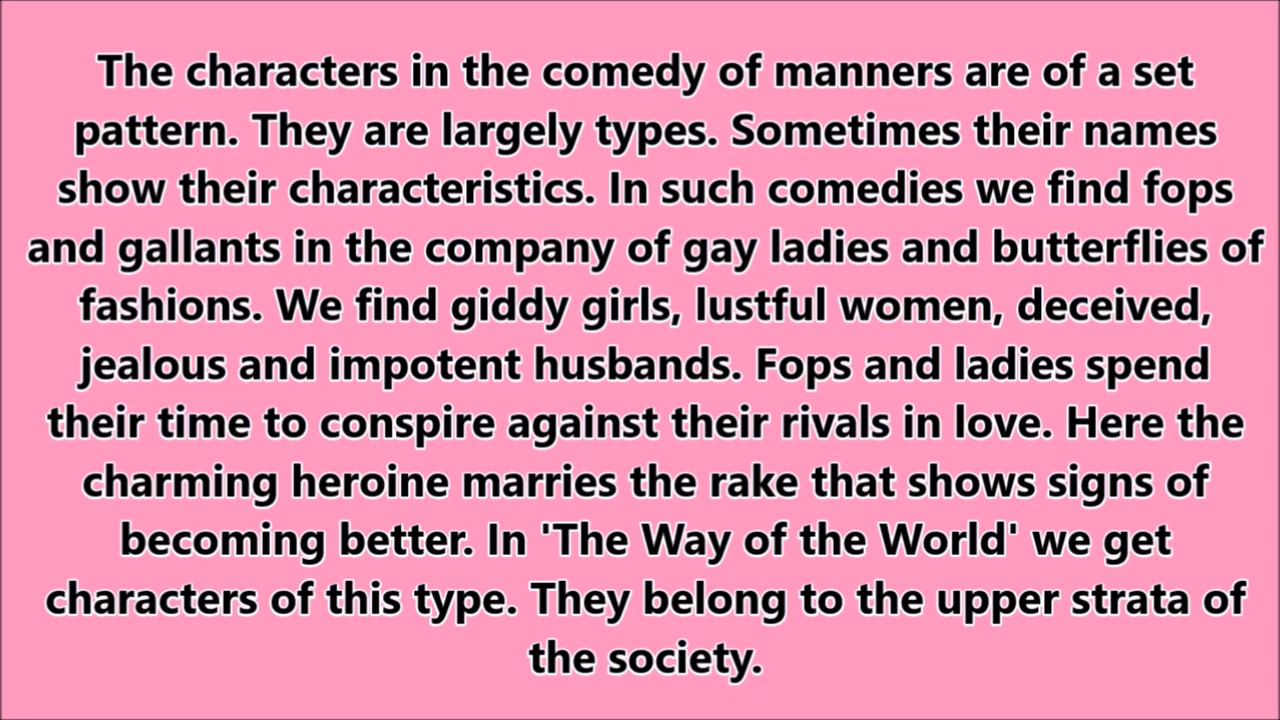 The characters in the comedy of manners are of a set
pattern. They are largely types. Sometimes their names
show their characteristics. In such comedies we find fops
and gallants in the company of gay ladies and butterflies of
fashions. We find giddy girls, lustful women, deceived,
jealous and impotent husbands. Fops and ladies spend
their time to conspire against their rivals in love. Here the
charming heroine marries the rake that shows signs of
becoming better. In 'The Way of the World' we get
characters of this type. They belong to the upper strata of
the society.